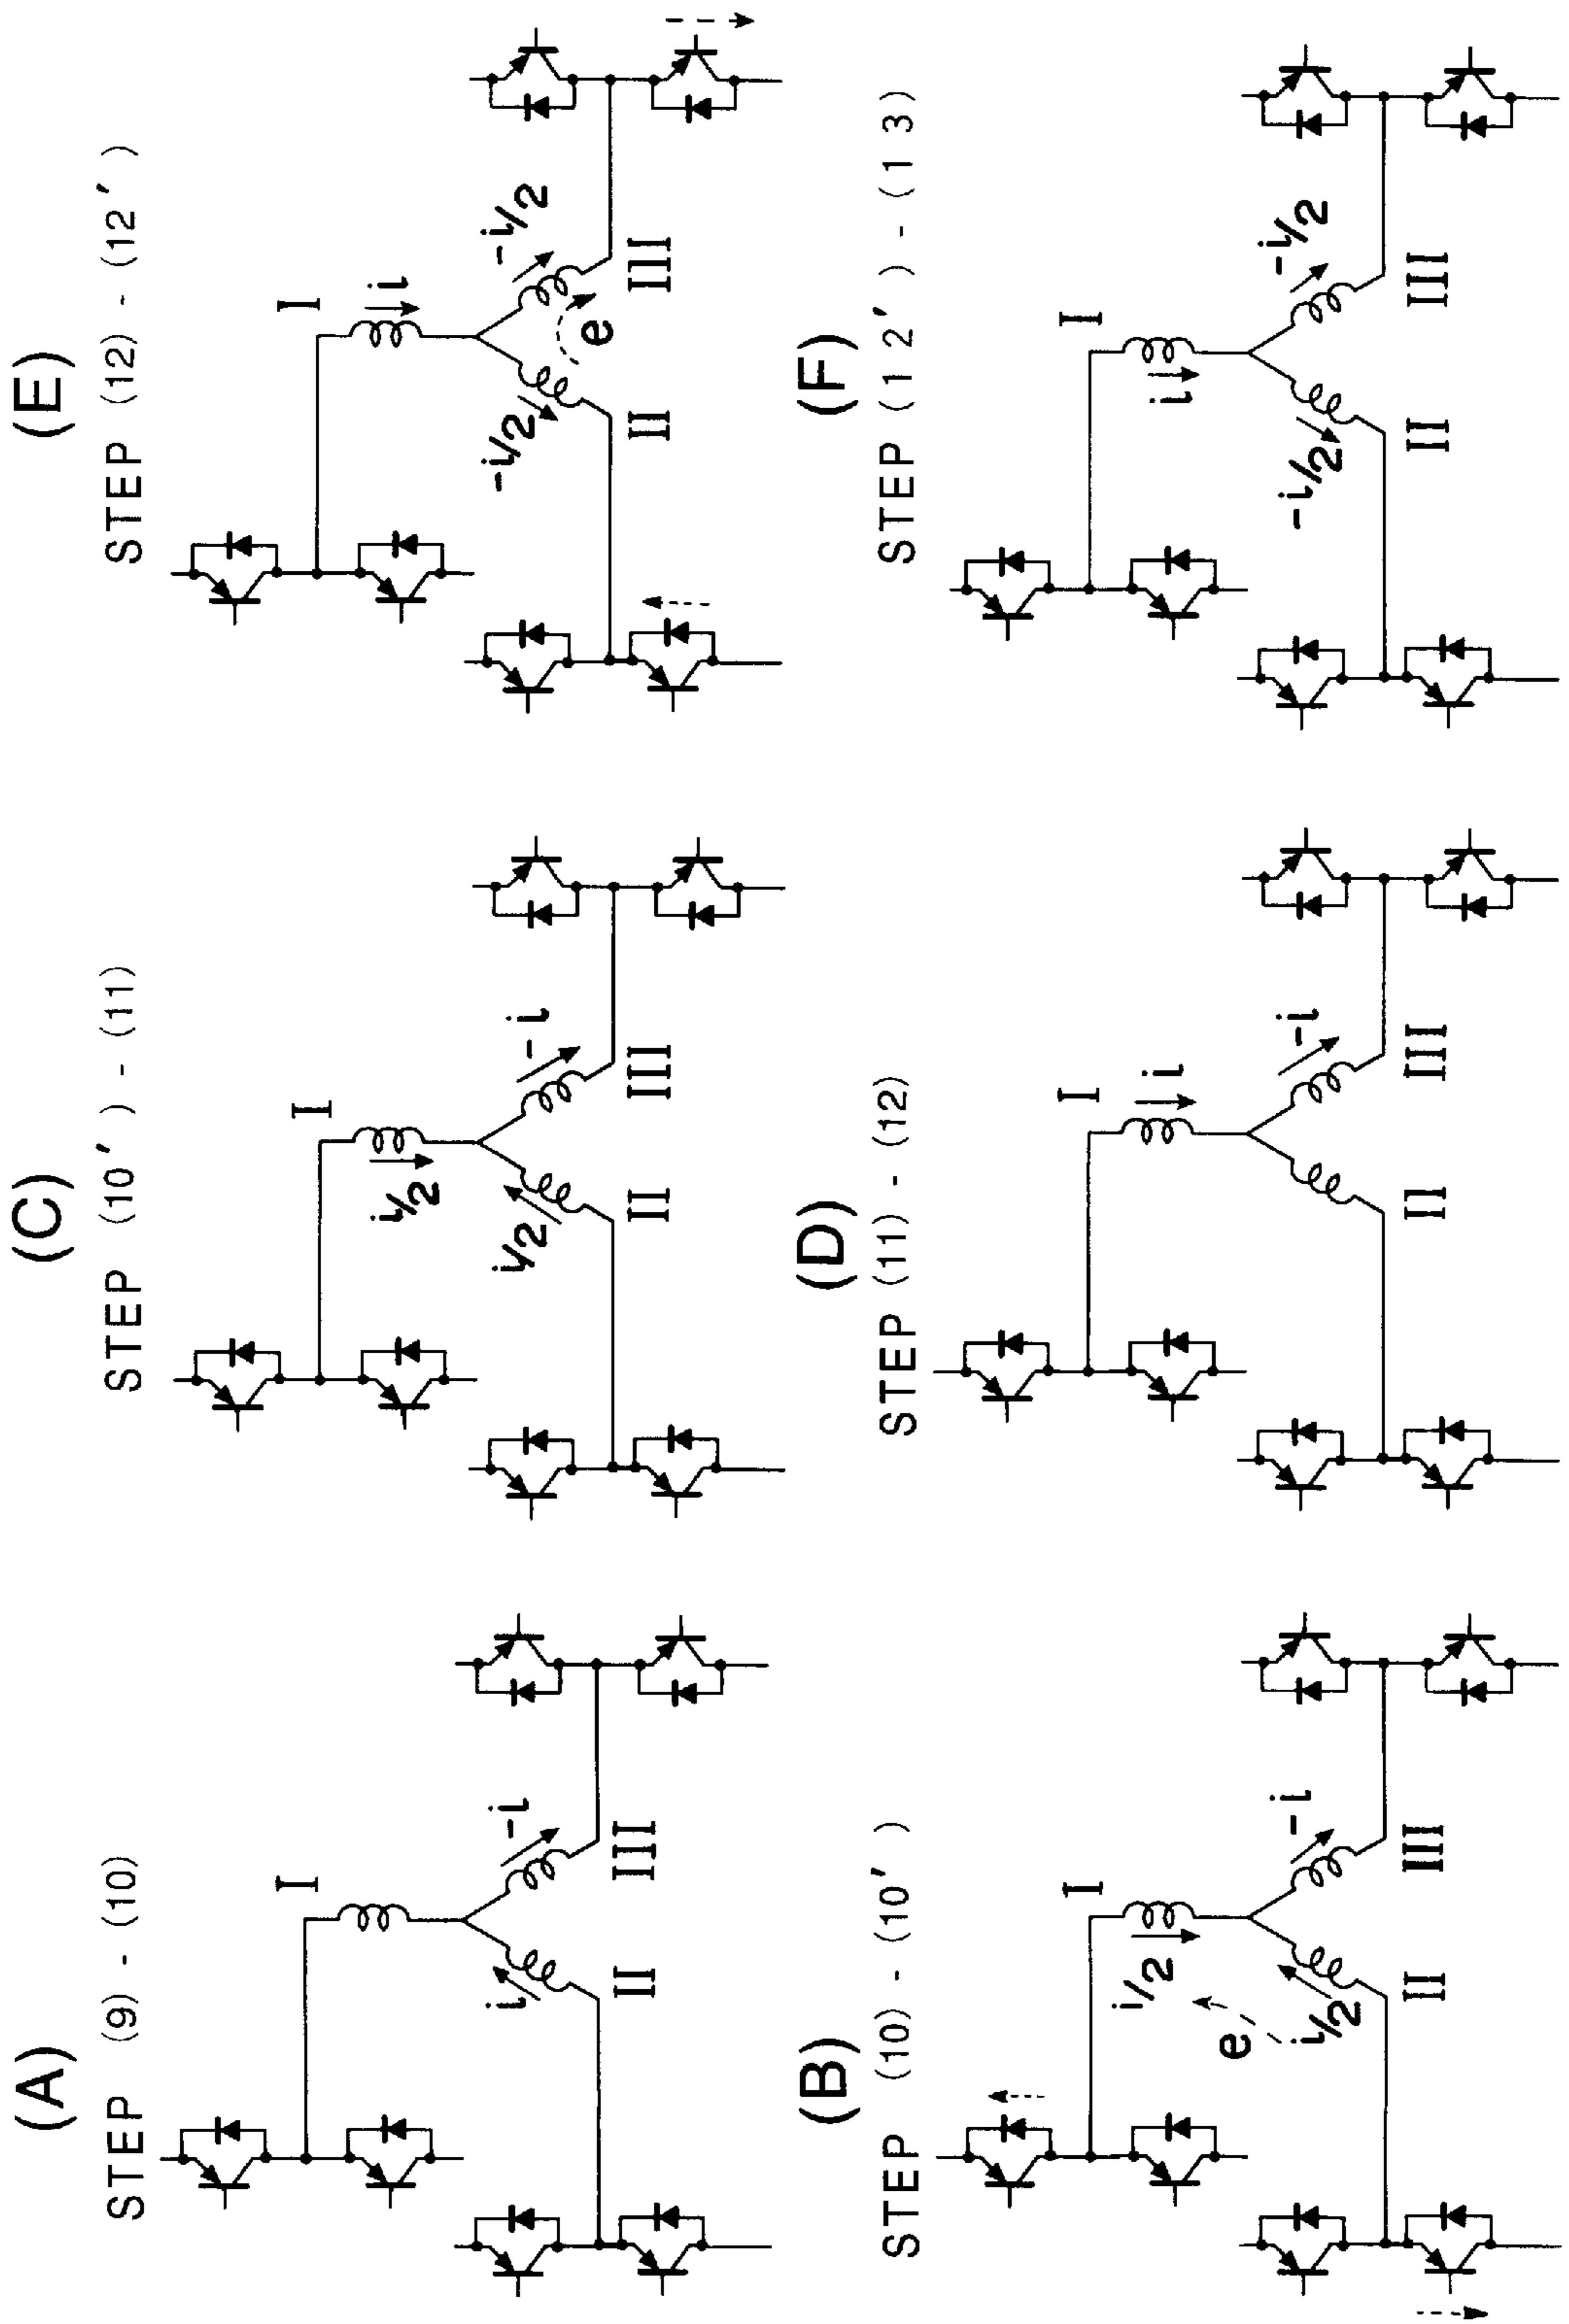 (A)
STEP (9) - (10)
I
i
-i
II
III
(B)
STEP (10) - (10')
I
i/2
e
i/2
-i
II
III
(C)
STEP (10') - (11)
I
i/2
i/2
-i
II
III
(D)
STEP (11) - (12)
I
i
-i
II
III
(E)
STEP (12) - (12')
I
i
-i/2
-i/2
e
II
III
(F)
STEP (12') - (13)
I
i
-i/2
-i/2
II
III